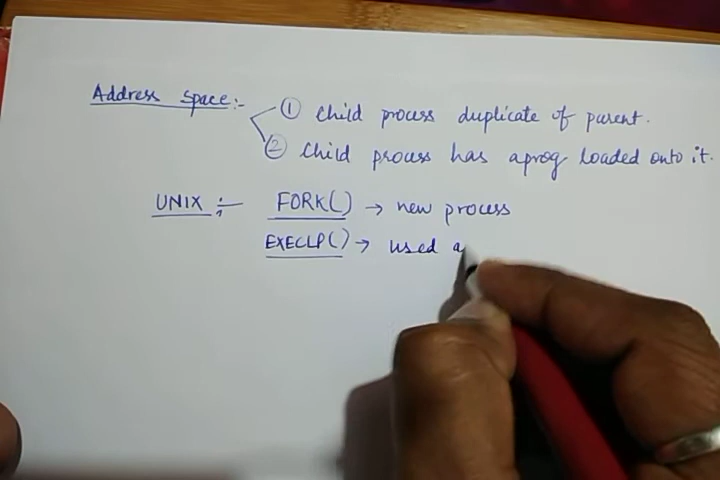 Address space:- ① Child process duplicate of parent.
② Child process has a prog loaded onto it.
UNIX :- FORK() → new process
EXECLP() → used a